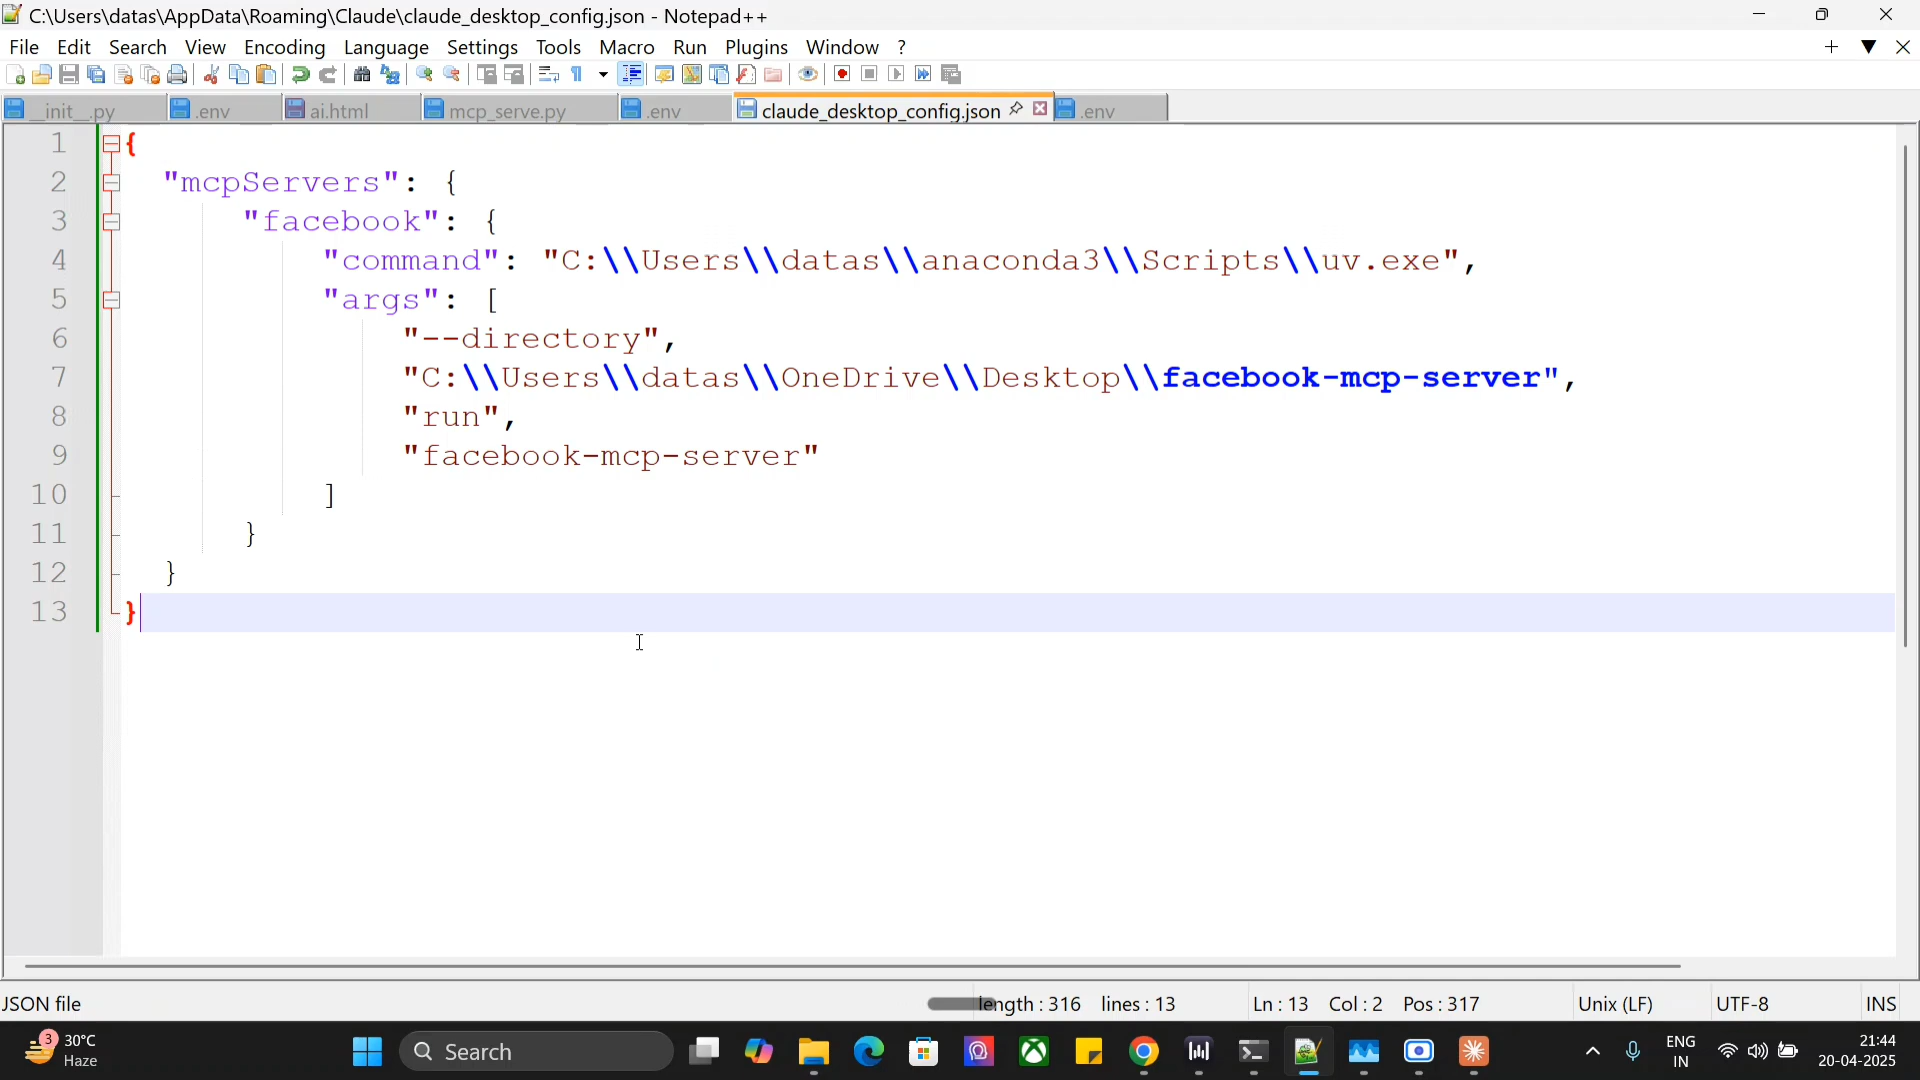 C:\Users\datas\AppData\Roaming\Claude\claude_desktop_config.json - Notepad++
File Edit Search View Encoding Language Settings Tools Macro Run Plugins Window ?
__init__.py .env ai.html mcp_serve.py .env claude_desktop_config.json .env
1 {
2 "mcpServers": {
3 "facebook": {
4 "command": "C:\\Users\\datas\\anaconda3\\Scripts\\uv.exe",
5 "args": [
6 "--directory",
7 "C:\\Users\\datas\\OneDrive\\Desktop\\facebook-mcp-server",
8 "run",
9 "facebook-mcp-server"
10 ]
11 }
12 }
13 }
JSON file length : 316 lines : 13 Ln : 13 Col : 2 Pos : 317 Unix (LF) UTF-8 INS
3 30°C Search ENG 21:44
Haze IN 20-04-2025